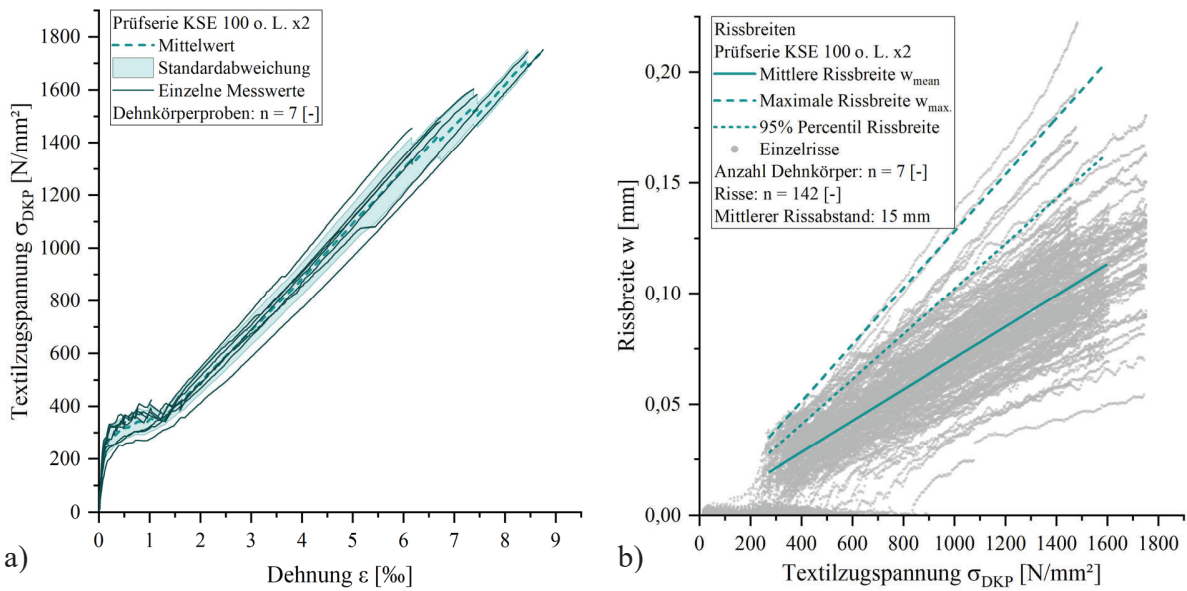 Prüfserie KSE 100 o. L. x2
Mittelwert
Standardabweichung
Einzelne Messwerte
Dehnkörperproben: n = 7 [-]
Textilzugspannung σDKP [N/mm²]
1800
1600
1400
1200
1000
800
600
400
200
0
0 1 2 3 4 5 6 7 8 9
Dehnung ε [‰]
a)
Rissbreiten
Prüfserie KSE 100 o. L. x2
Mittlere Rissbreite wmean
Maximale Rissbreite wmax.
95% Percentil Rissbreite
Einzelrisse
Anzahl Dehnkörper: n = 7 [-]
Risse: n = 142 [-]
Mittlerer Rissabstand: 15 mm
Rissbreite w [mm]
0,20
0,15
0,10
0,05
0,00
0 200 400 600 800 1000 1200 1400 1600 1800
Textilzugspannung σDKP [N/mm²]
b)